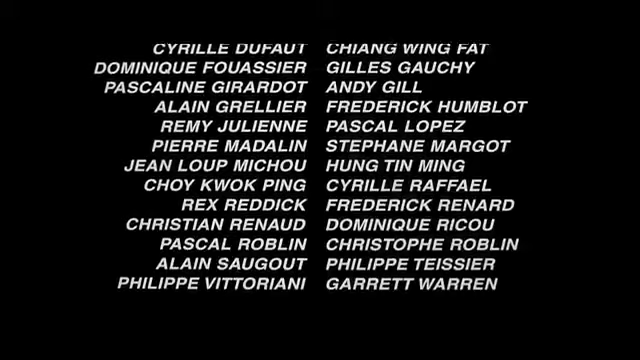 CYRILLE DUFAUT CHIANG WING FAT
DOMINIQUE FOUASSIER GILLES GAUCHY
PASCALINE GIRARDOT ANDY GILL
ALAIN GRELLIER FREDERICK HUMBLOT
REMY JULIENNE PASCAL LOPEZ
PIERRE MADALIN STEPHANE MARGOT
JEAN LOUP MICHOU HUNG TIN MING
CHOY KWOK PING CYRILLE RAFFAEL
REX REDDICK FREDERICK RENARD
CHRISTIAN RENAUD DOMINIQUE RICOU
PASCAL ROBLIN CHRISTOPHE ROBLIN
ALAIN SAUGOUT PHILIPPE TEISSIER
PHILIPPE VITTORIANI GARRETT WARREN